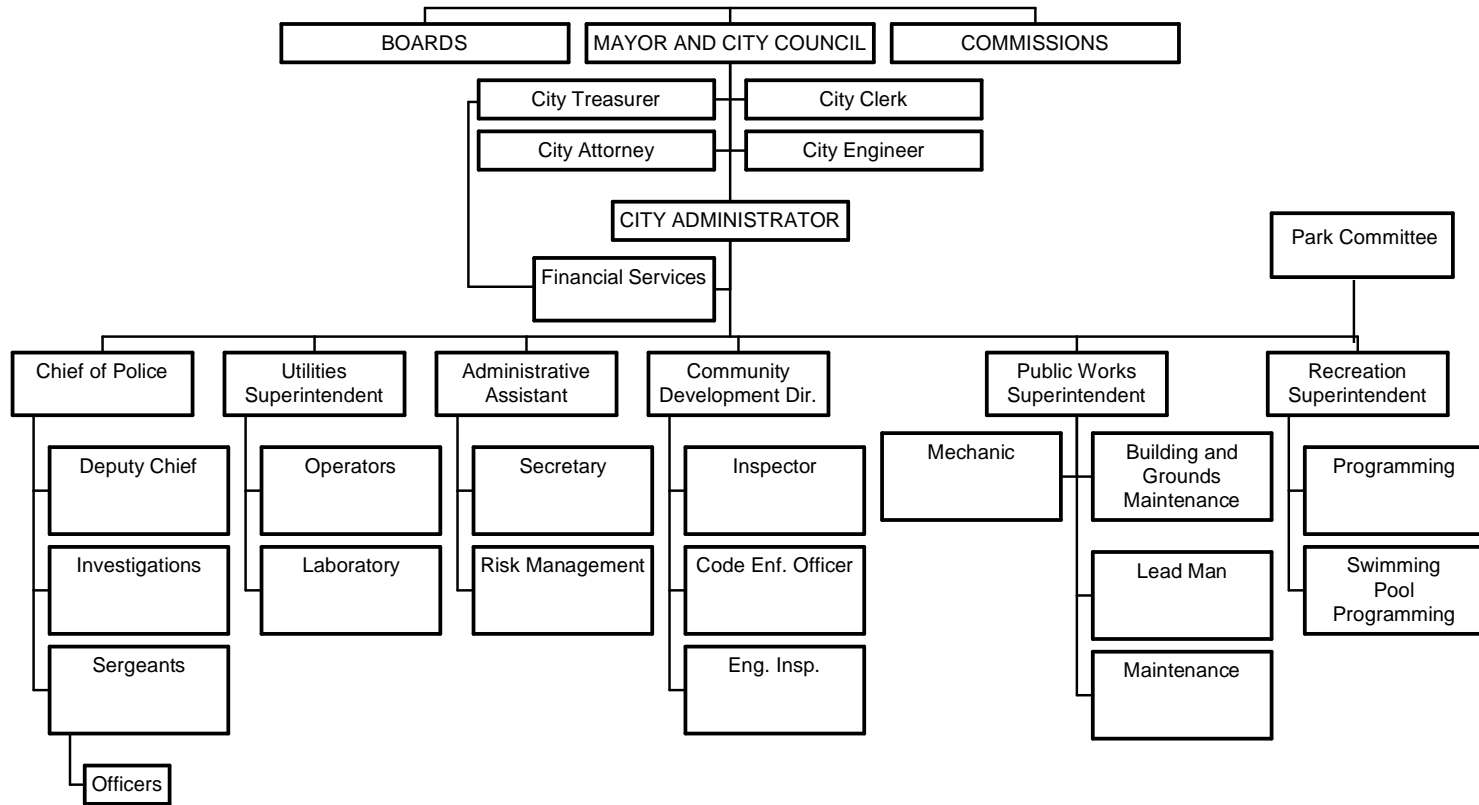 BOARDS
MAYOR AND CITY COUNCIL
COMMISSIONS
City Treasurer
City Clerk
City Attorney
City Engineer
CITY ADMINISTRATOR
Park Committee
Financial Services
Chief of Police
Utilities
Superintendent
Administrative
Assistant
Community
Development Dir.
Public Works
Superintendent
Recreation
Superintendent
Deputy Chief
Operators
Secretary
Inspector
Mechanic
Building and
Grounds
Maintenance
Programming
Investigations
Laboratory
Risk Management
Code Enf. Officer
Lead Man
Swimming
Pool
Programming
Sergeants
Eng. Insp.
Maintenance
Officers